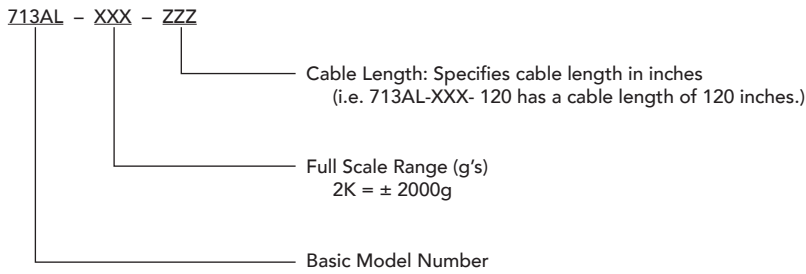 713AL – XXX – ZZZ
Cable Length: Specifies cable length in inches
(i.e. 713AL-XXX- 120 has a cable length of 120 inches.)
Full Scale Range (g's)
2K = ± 2000g
Basic Model Number